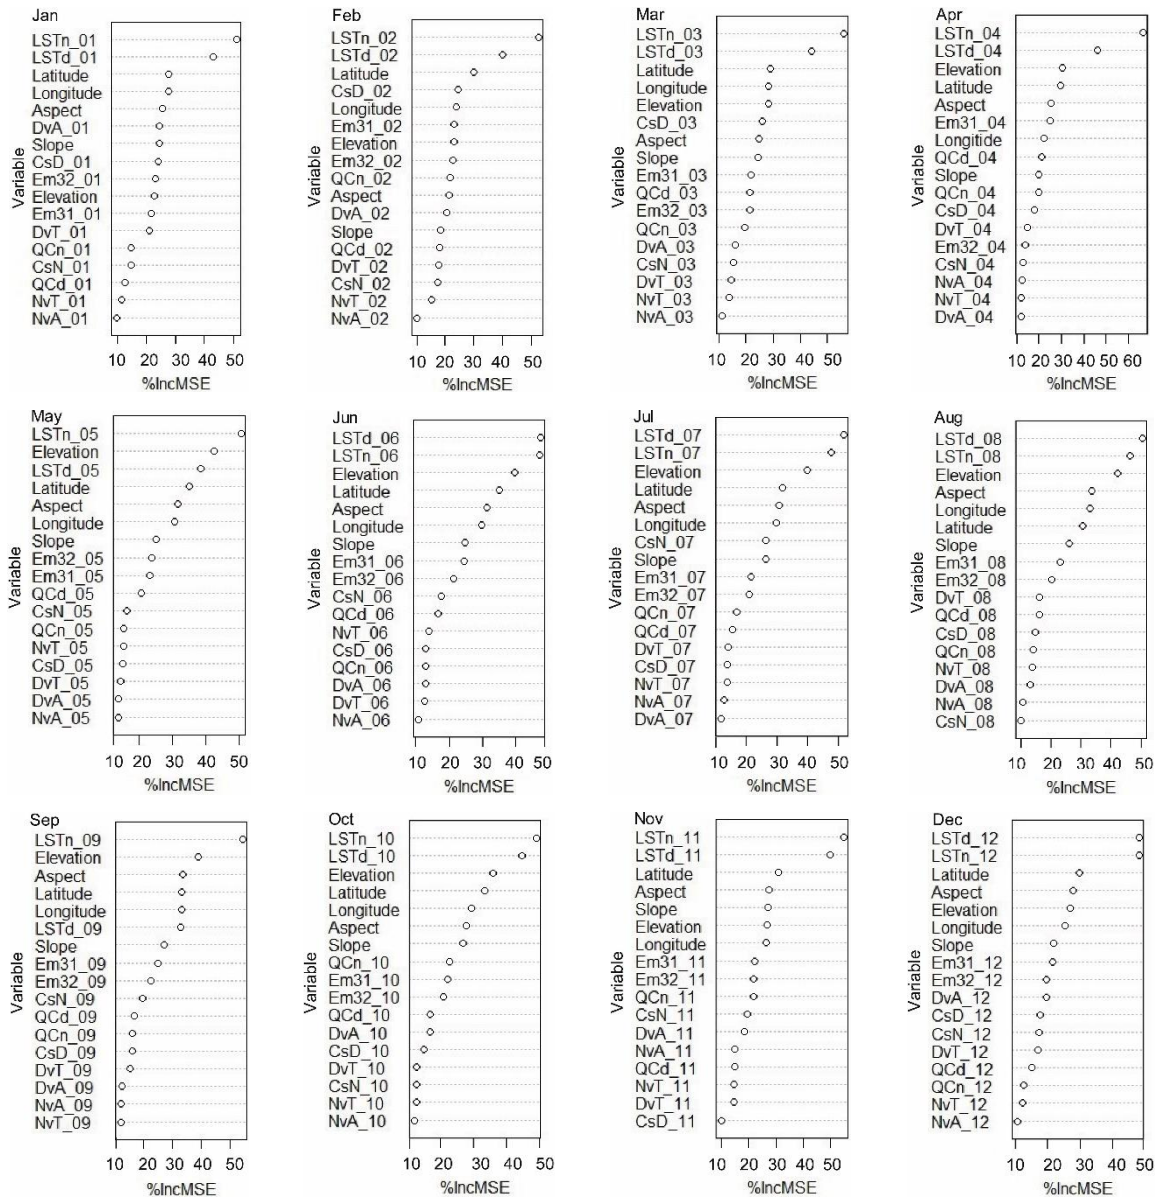 Jan
LSTn_01
LSTd_01
Latitude
Longitude
Aspect
DvA_01
Slope
CsD_01
Em32_01
Elevation
Em31_01
DvT_01
QCn_01
CsN_01
QCd_01
NvT_01
NvA_01
Variable
10 20 30 40 50
%IncMSE
Feb
LSTn_02
LSTd_02
Latitude
CsD_02
Longitude
Em31_02
Elevation
Em32_02
QCn_02
Aspect
DvA_02
Slope
QCd_02
DvT_02
CsN_02
NvT_02
NvA_02
Variable
10 20 30 40 50
%IncMSE
Mar
LSTn_03
LSTd_03
Latitude
Longitude
Elevation
CsD_03
Aspect
Slope
Em31_03
QCd_03
Em32_03
QCn_03
DvA_03
CsN_03
DvT_03
NvT_03
NvA_03
Variable
10 20 30 40 50
%IncMSE
Apr
LSTn_04
LSTd_04
Elevation
Latitude
Aspect
Em31_04
Longitide
QCd_04
Slope
QCn_04
CsD_04
DvT_04
Em32_04
CsN_04
NvA_04
NvT_04
DvA_04
Variable
10 20 30 40 50 60
%IncMSE
May
LSTn_05
Elevation
LSTd_05
Latitude
Aspect
Longitude
Slope
Em32_05
Em31_05
QCd_05
CsN_05
QCn_05
NvT_05
CsD_05
DvT_05
DvA_05
NvA_05
Variable
10 20 30 40 50
%IncMSE
Jun
LSTd_06
LSTn_06
Elevation
Latitude
Aspect
Longitude
Slope
Em31_06
Em32_06
CsN_06
QCd_06
NvT_06
CsD_06
QCn_06
DvA_06
DvT_06
NvA_06
Variable
10 20 30 40 50
%IncMSE
Jul
LSTd_07
LSTn_07
Elevation
Latitude
Aspect
Longitude
CsN_07
Slope
Em31_07
Em32_07
QCn_07
QCd_07
DvT_07
CsD_07
NvT_07
NvA_07
DvA_07
Variable
10 20 30 40 50
%IncMSE
Aug
LSTd_08
LSTn_08
Elevation
Aspect
Longitude
Latitude
Slope
Em31_08
Em32_08
DvT_08
QCd_08
CsD_08
QCn_08
NvT_08
DvA_08
NvA_08
CsN_08
Variable
10 20 30 40 50
%IncMSE
Sep
LSTn_09
Elevation
Aspect
Latitude
Longitude
LSTd_09
Slope
Em31_09
Em32_09
CsN_09
QCd_09
QCn_09
CsD_09
DvT_09
DvA_09
NvA_09
NvT_09
Variable
10 20 30 40 50
%IncMSE
Oct
LSTn_10
LSTd_10
Elevation
Latitude
Longitude
Aspect
Slope
QCn_10
Em31_10
Em32_10
QCd_10
DvA_10
CsD_10
DvT_10
CsN_10
NvT_10
NvA_10
Variable
10 20 30 40 50
%IncMSE
Nov
LSTn_11
LSTd_11
Latitude
Aspect
Slope
Elevation
Longitude
Em31_11
Em32_11
QCn_11
CsN_11
DvA_11
NvA_11
QCd_11
NvT_11
DvT_11
CsD_11
Variable
10 20 30 40 50
%IncMSE
Dec
LSTd_12
LSTn_12
Latitude
Aspect
Elevation
Longitude
Slope
Em31_12
Em32_12
DvA_12
CsD_12
CsN_12
DvT_12
QCd_12
QCn_12
NvT_12
NvA_12
Variable
10 20 30 40 50
%IncMSE